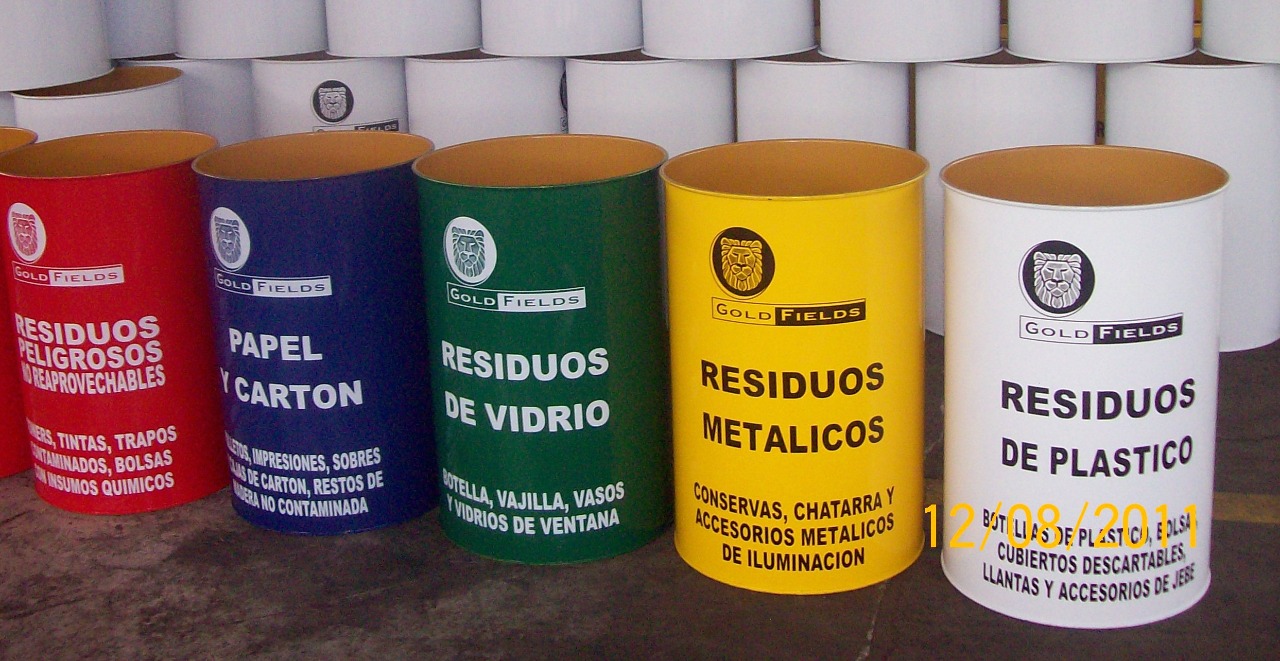 GOLD FIELDS
RESIDUOS
PELIGROSOS
NO REAPROVECHABLES
TINTAS, TRAPOS
BOLSAS
INSUMOS QUIMICOS
GOLD FIELDS
PAPEL
Y CARTON
IMPRESIONES, SOBRES
DE CARTON, RESTOS DE
NO CONTAMINADA
GOLD FIELDS
RESIDUOS
DE VIDRIO
BOTELLA, VAJILLA, VASOS
Y VIDRIOS DE VENTANA
GOLD FIELDS
RESIDUOS
METALICOS
CONSERVAS, CHATARRA Y
ACCESORIOS METALICOS
DE ILUMINACION
GOLD FIELDS
RESIDUOS
DE PLASTICO
BOTELLAS DE PLASTICO, BOLSA,
CUBIERTOS DESCARTABLES,
LLANTAS Y ACCESORIOS DE JEBE
12/08/2011